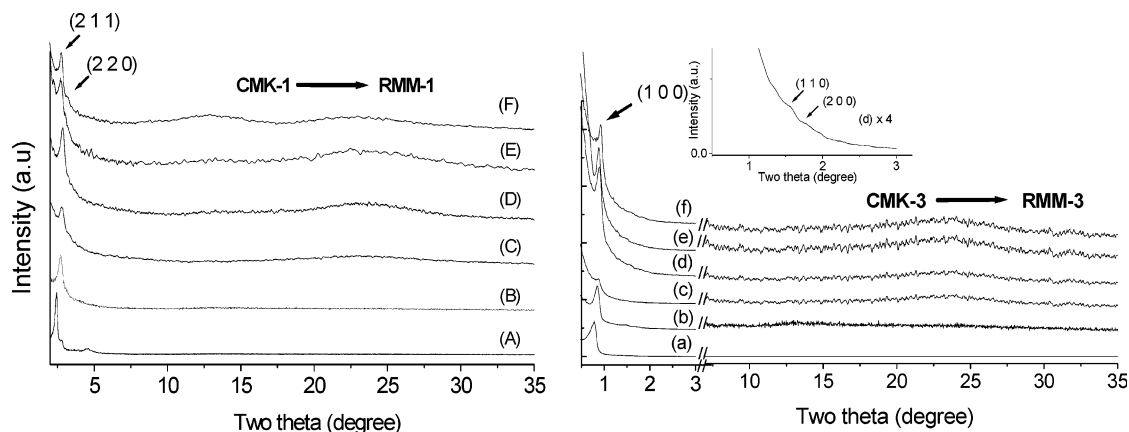 (2 1 1)
(2 2 0)
CMK-1 RMM-1
(F)
(E)
(D)
(C)
(B)
(A)
Intensity (a.u)
5 10 15 20 25 30 35
Two theta (degree)
(1 0 0)
Intensity (a.u.)
(1 1 0)
(2 0 0)
(d) x 4
0.0
1 2 3
Two theta (degree)
CMK-3 RMM-3
(f)
(e)
(d)
(c)
(b)
(a)
// // // // // // //
1 2 3 10 15 20 25 30 35
Two theta (degree)